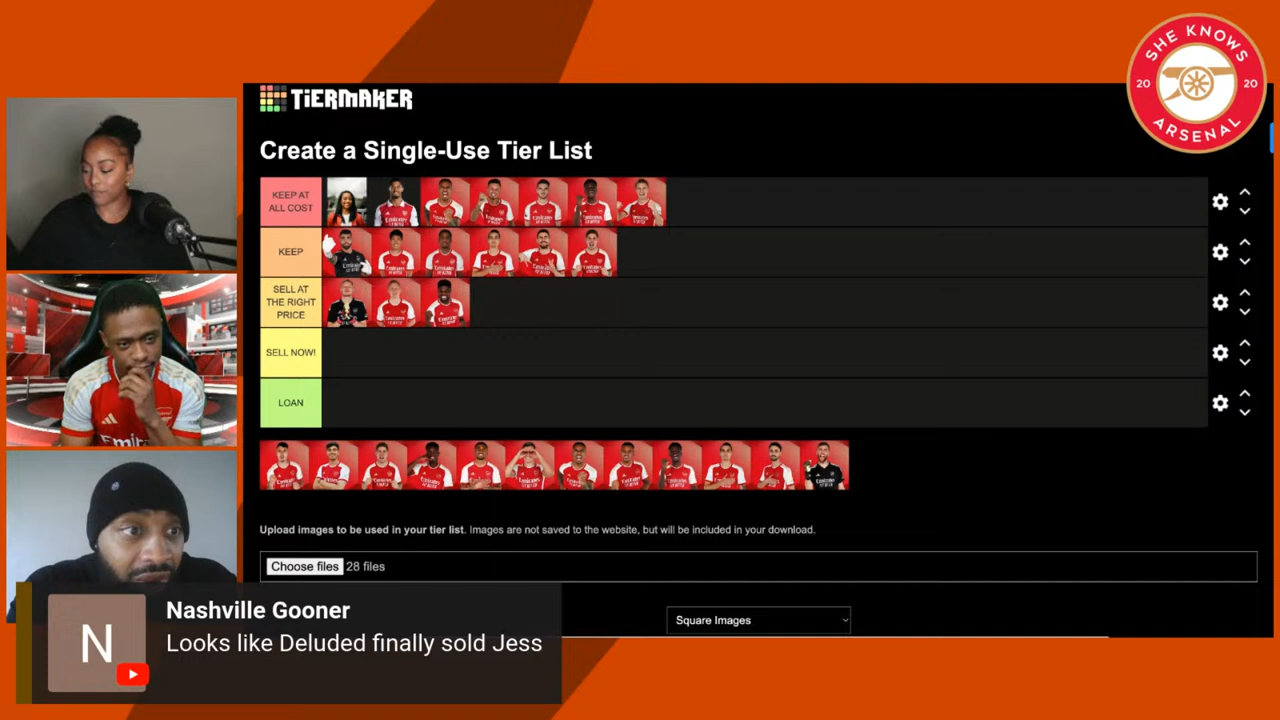 SHE KNOWS
20 20
ARSENAL
TiERMAKER
Create a Single-Use Tier List
KEEP AT
ALL COST
KEEP
SELL AT
THE RIGHT
PRICE
SELL NOW!
LOAN
Upload images to be used in your tier list. Images are not saved to the website, but will be included in your download.
Choose files 28 files
Square Images
N
Nashville Gooner
Looks like Deluded finally sold Jess